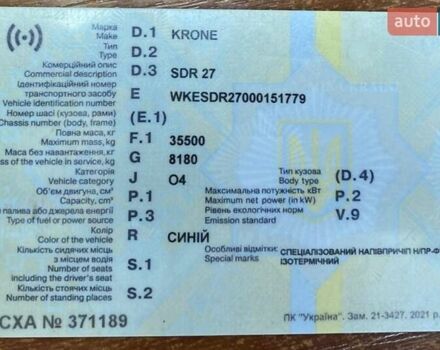 auto
Марка
Make D.1 KRONE
Тип
Type D.2
Комерційний опис
Commercial description D.3 SDR 27
Ідентифікаційний номер
транспортного засобу E WKESDR27000151779
Vehicle identification number
Номер шасі (кузова, рами) (E.1)
Chassis number (body, frame)
Повна маса, кг F.1 35500
Maximum mass, kg
Маса без навантаження, кг G 8180
ss of the vehicle in service, kg
Категорія J O4 Тип кузова (D.4)
Vehicle category Body type
Об'єм двигуна, см³ P.1 Максимальна потужність кВт P.2
Capacity, cm³ Maximum net power (in kW)
палива або джерела енергії P.3 Рівень екологічних норм V.9
Type of fuel or power source Emission standard
Колір R СИНІЙ
Color of the vehicle
Особливі відмітки: СПЕЦІАЛІЗОВАНИЙ НАПІВПРИЧІП Н/ПР-Ф
Special marks ІЗОТЕРМІЧНИЙ
Кількість сидячих місць
з місцем водія S.1
Number of seats
including the driver's seat
Кількість стоячих місць S.2
Number of standing places
СХА № 371189
ПК "Україна". Зам. 21-3427. 2021 р.